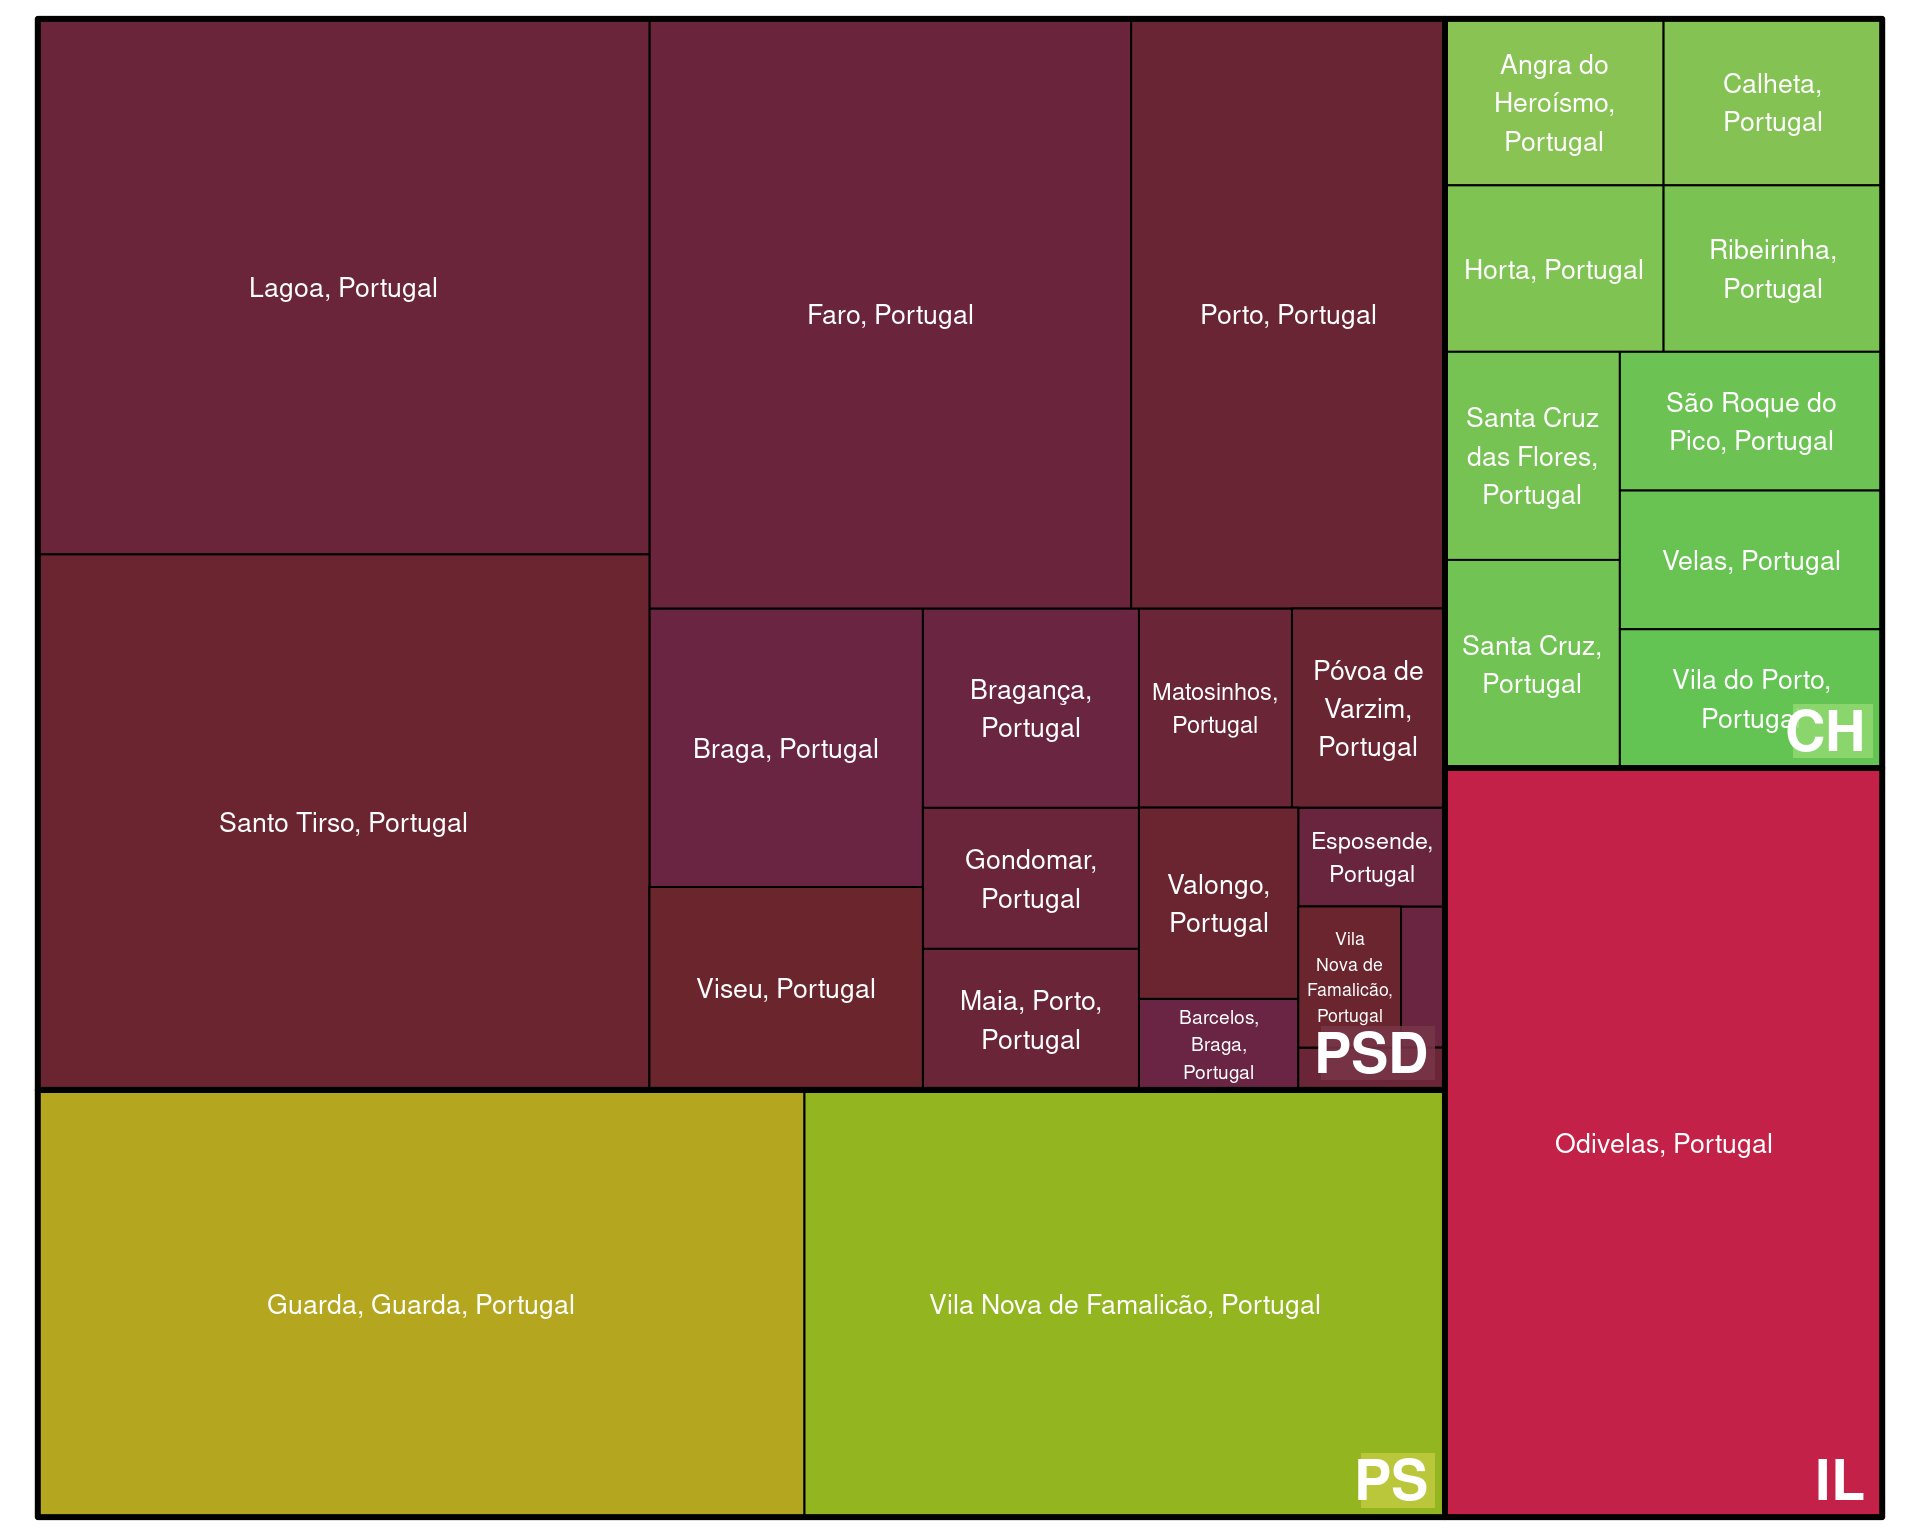 Lagoa, Portugal
Santo Tirso, Portugal
Faro, Portugal
Porto, Portugal
Braga, Portugal
Viseu, Portugal
Bragança,
Portugal
Gondomar,
Portugal
Maia, Porto,
Portugal
Matosinhos,
Portugal
Póvoa de
Varzim,
Portugal
Valongo,
Portugal
Barcelos,
Braga,
Portugal
Esposende,
Portugal
Vila
Nova de
Famalicão,
Portugal
PSD
Guarda, Guarda, Portugal
Vila Nova de Famalicão, Portugal
PS
Angra do
Heroísmo,
Portugal
Calheta,
Portugal
Horta, Portugal
Ribeirinha,
Portugal
Santa Cruz
das Flores,
Portugal
Santa Cruz,
Portugal
São Roque do
Pico, Portugal
Velas, Portugal
Vila do Porto,
Portugal
CH
Odivelas, Portugal
IL